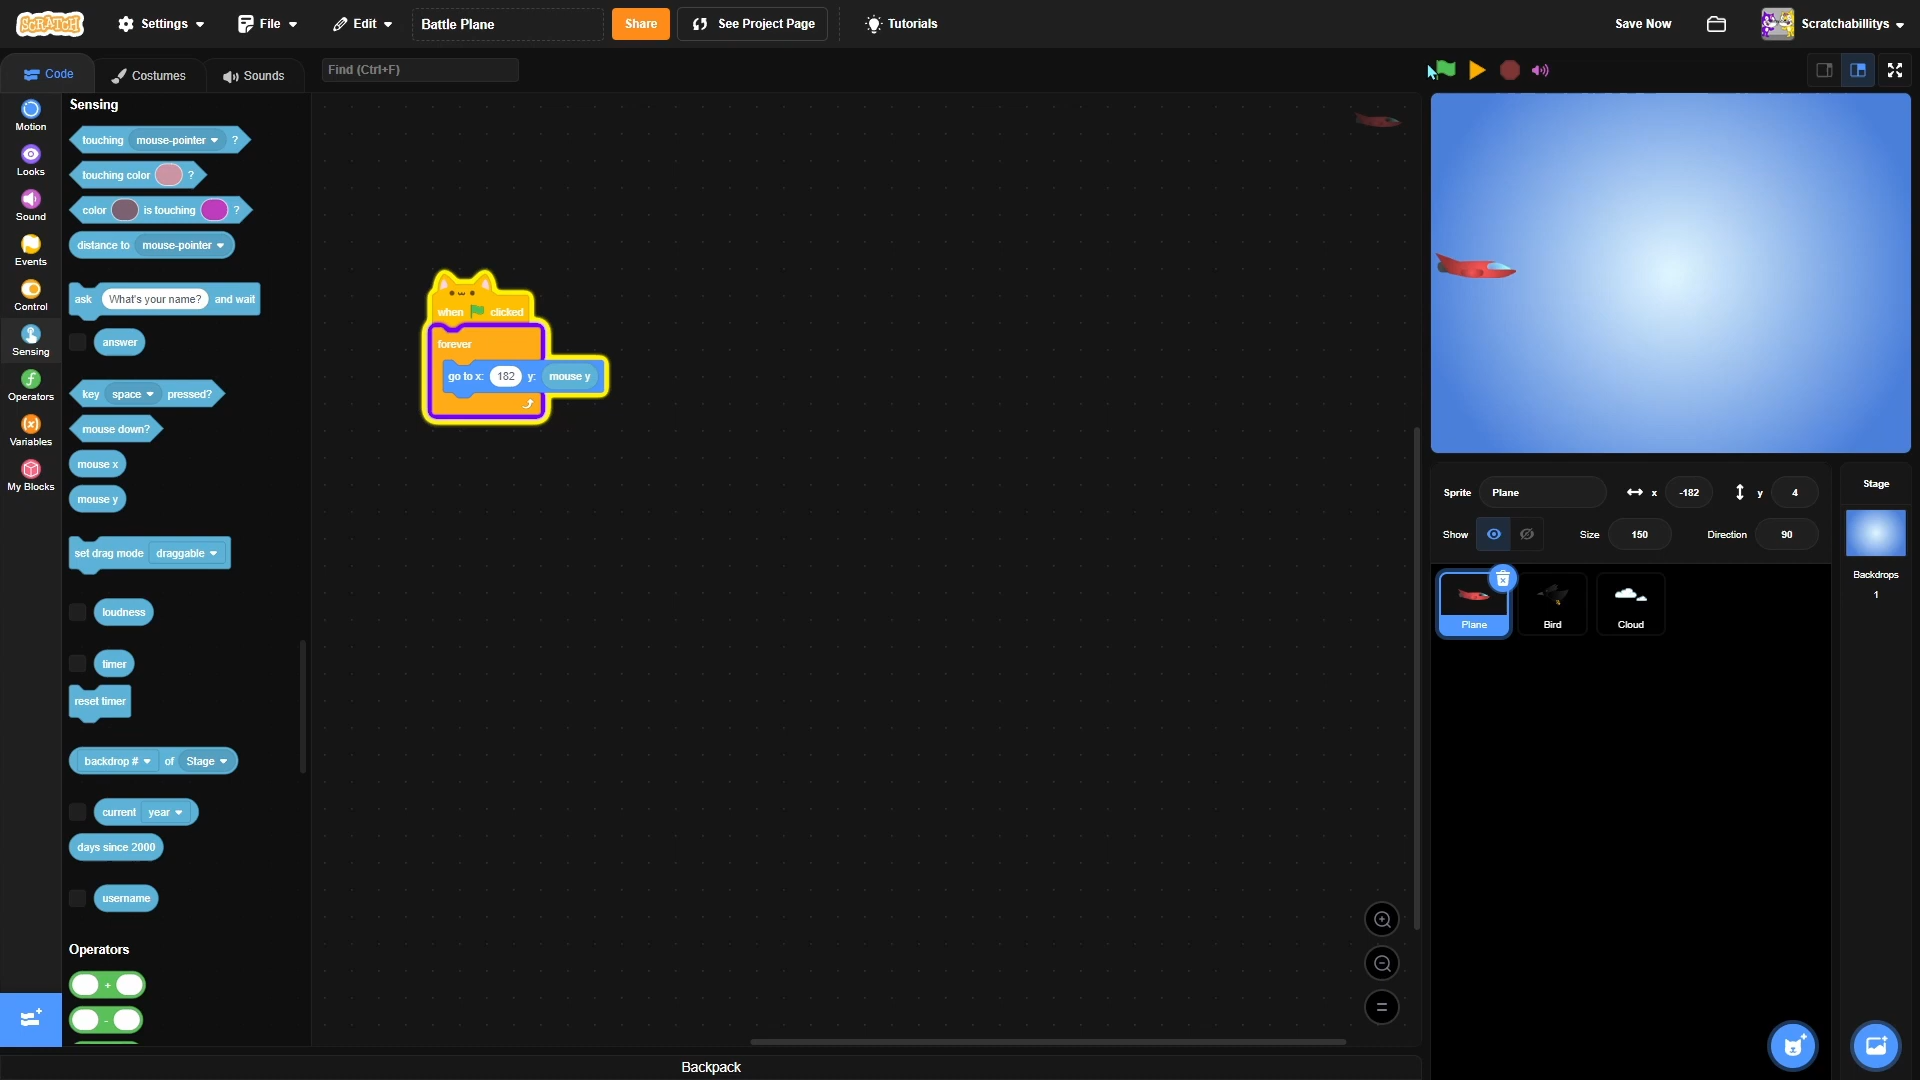 SCRATCH Settings File Edit Battle Plane Share See Project Page Tutorials Save Now Scratchabillitys
Code Costumes Sounds Find (Ctrl+F)
Motion
Looks
Sound
Events
Control
Sensing
Operators
Variables
My Blocks
Sensing
touching mouse-pointer ?
touching color ?
color is touching ?
distance to mouse-pointer
ask What's your name? and wait
answer
key space pressed?
mouse down?
mouse x
mouse y
set drag mode draggable
loudness
timer
reset timer
backdrop # of Stage
current year
days since 2000
username
Operators
+
-
when clicked
forever
go to x: 182 y: mouse y
Sprite Plane x -182 y 4
Show Size 150 Direction 90
Plane Bird Cloud
Stage
Backdrops
1
Backpack